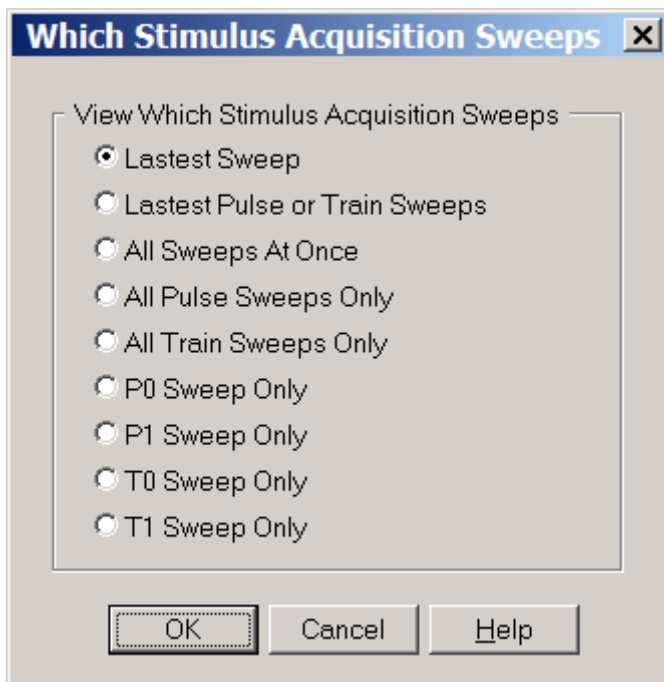 Which Stimulus Acquisition Sweeps
View Which Stimulus Acquisition Sweeps
Lastest Sweep
Lastest Pulse or Train Sweeps
All Sweeps At Once
All Pulse Sweeps Only
All Train Sweeps Only
P0 Sweep Only
P1 Sweep Only
T0 Sweep Only
T1 Sweep Only
OK Cancel Help